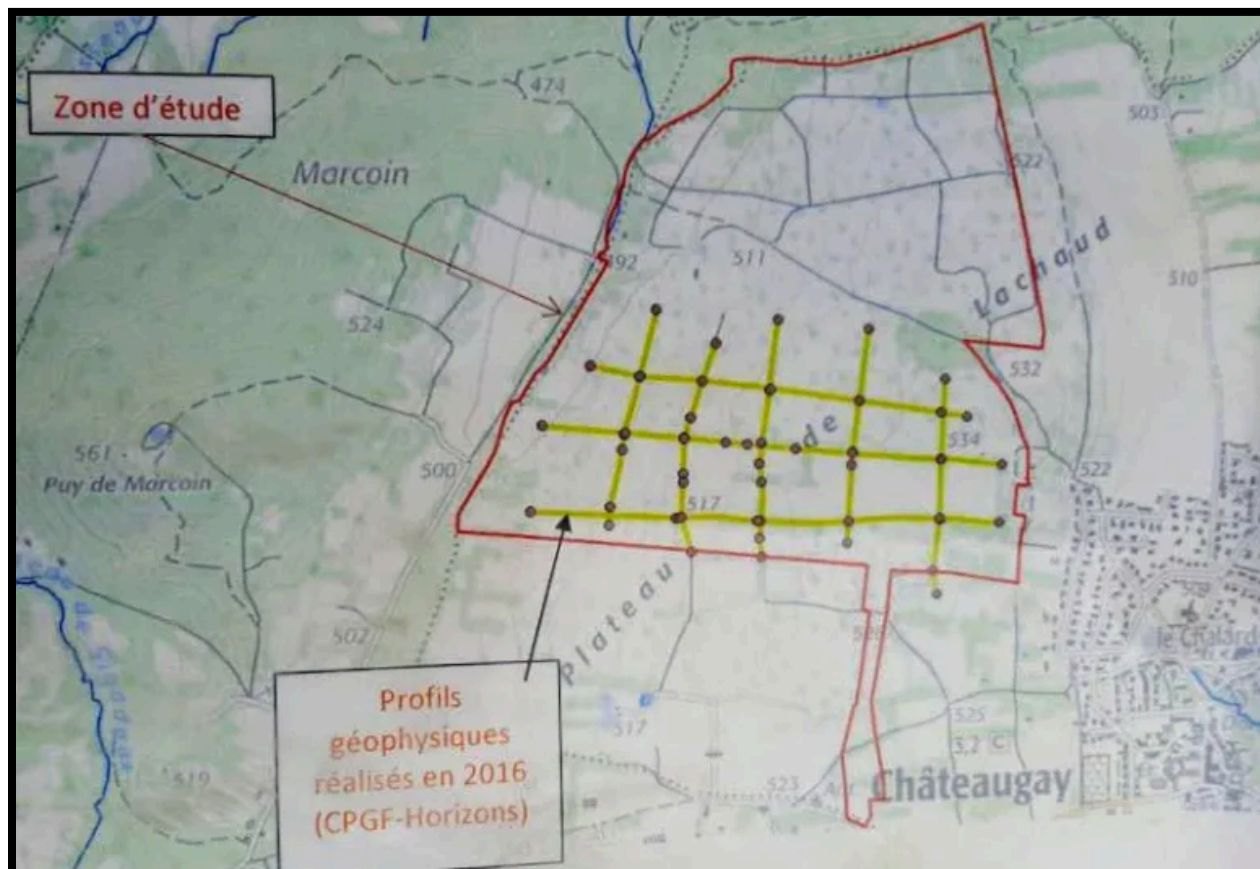 Zone d'étude
474
503
Marcoin
522
Lachaud
492
511
510
524
532
de
534
561
Puy de Marcoin
500
522
517
Plateau
502
le Chalard
Profils
géophysiques
réalisés en 2016
(CPGF-Horizons)
517
525
3,2 C
519
523
Châteaugay